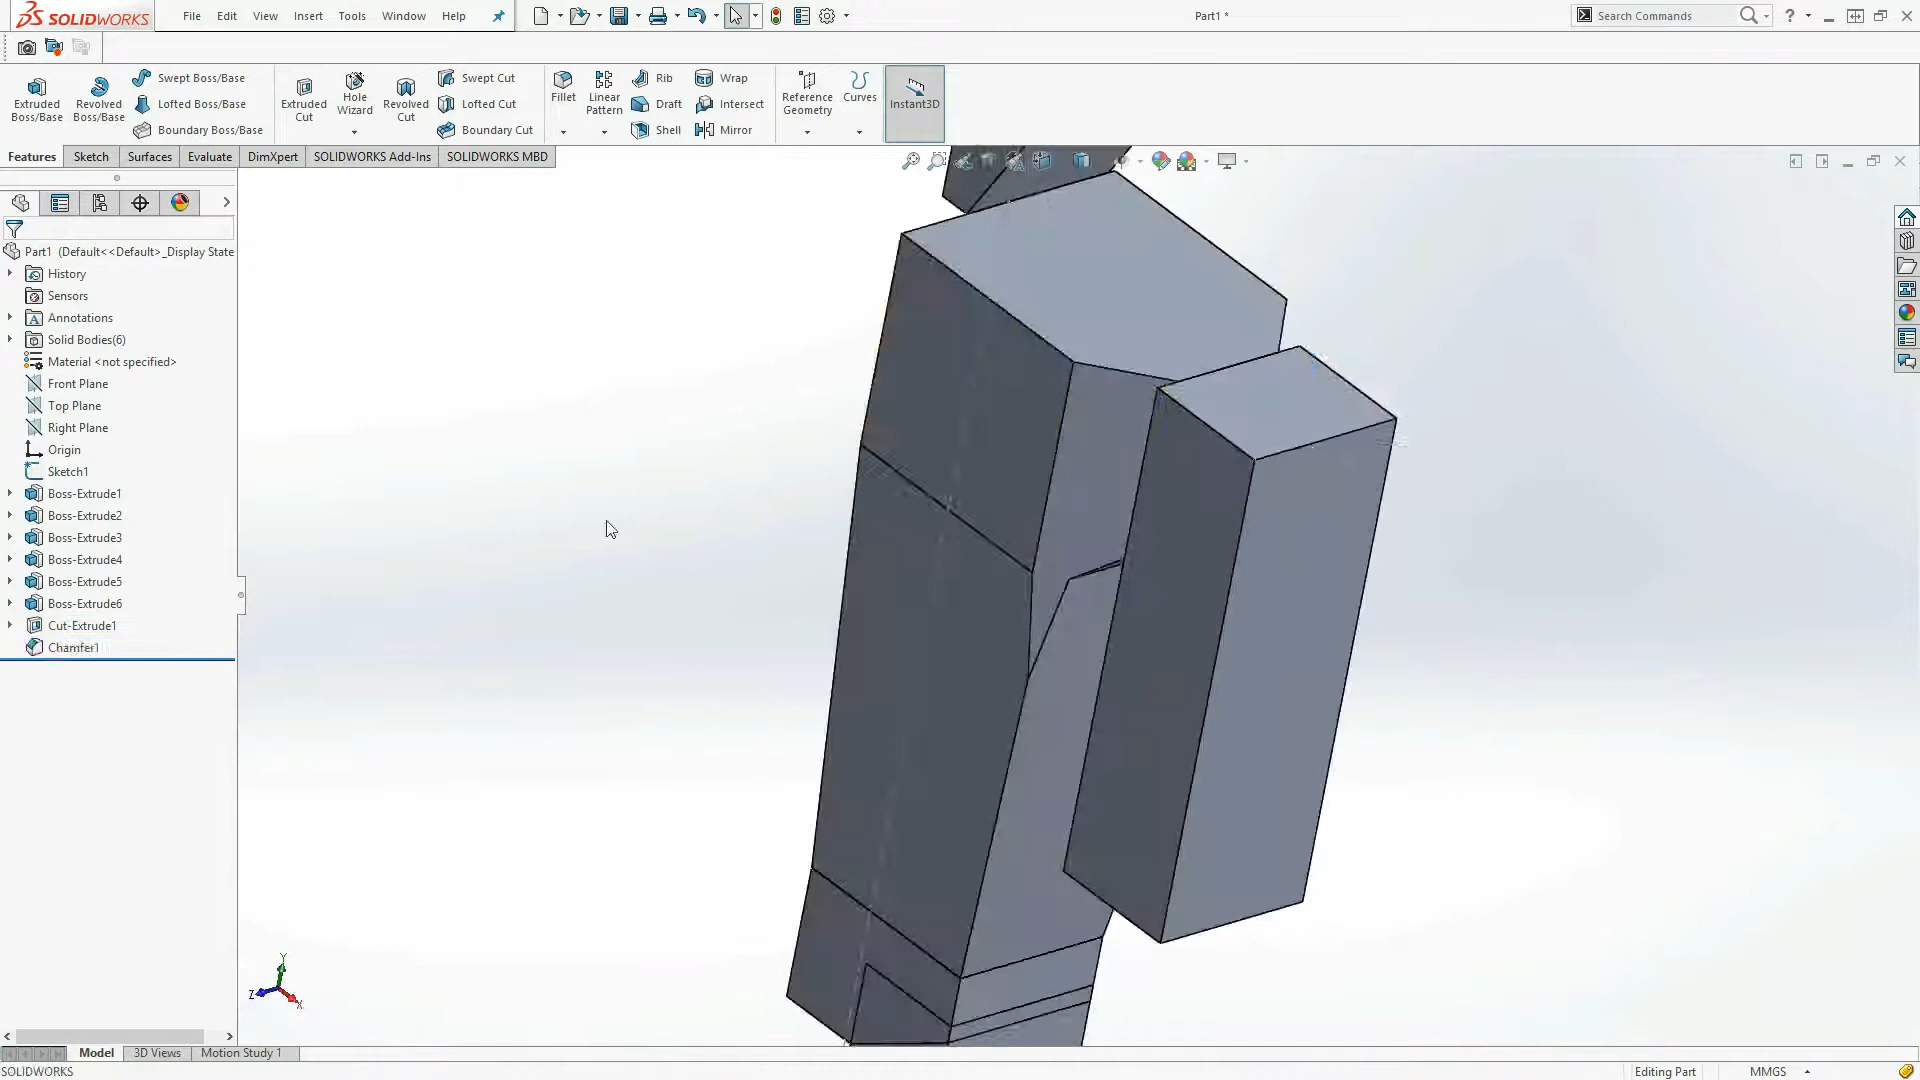 SOLIDWORKS
File Edit View Insert Tools Window Help
Part1 *
Search Commands
?
Extruded Boss/Base
Revolved Boss/Base
Swept Boss/Base
Lofted Boss/Base
Boundary Boss/Base
Extruded Cut
Hole Wizard
Revolved Cut
Swept Cut
Lofted Cut
Boundary Cut
Fillet
Linear Pattern
Rib
Draft
Shell
Wrap
Intersect
Mirror
Reference Geometry
Curves
Instant3D
Features Sketch Surfaces Evaluate DimXpert SOLIDWORKS Add-Ins SOLIDWORKS MBD
Part1 (Default<<Default>_Display State
History
Sensors
Annotations
Solid Bodies(6)
Material <not specified>
Front Plane
Top Plane
Right Plane
Origin
Sketch1
Boss-Extrude1
Boss-Extrude2
Boss-Extrude3
Boss-Extrude4
Boss-Extrude5
Boss-Extrude6
Cut-Extrude1
Chamfer1
Y
Z
X
Model 3D Views Motion Study 1
SOLIDWORKS
Editing Part
MMGS